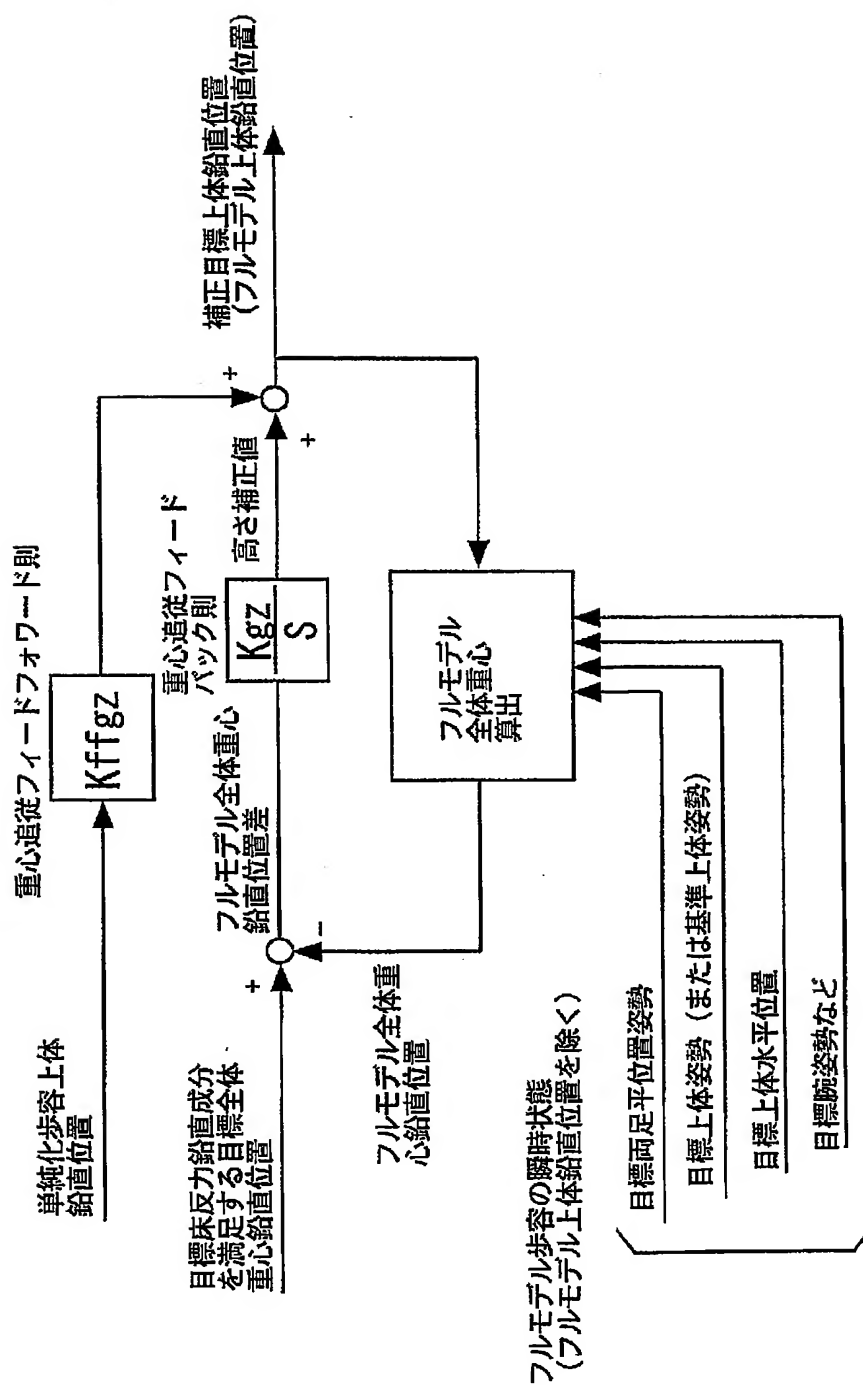 重心追従フィードフォワード則
Kffgz
単純化歩容上体
鉛直位置
補正目標上体鉛直位置
(フルモデル上体鉛直位置)
+
+
高さ補正値
重心追従フィード
バック則
Kgz
S
フルモデル全体重心
鉛直位置差
+
-
目標床反力鉛直成分
を満足する目標全体
重心鉛直位置
フルモデル
全体重心
算出
フルモデル全体重
心鉛直位置
フルモデル歩容の瞬時状態
(フルモデル上体鉛直位置を除く)
目標両足平位置姿勢
目標上体姿勢(または基準上体姿勢)
目標上体水平位置
目標腕姿勢など